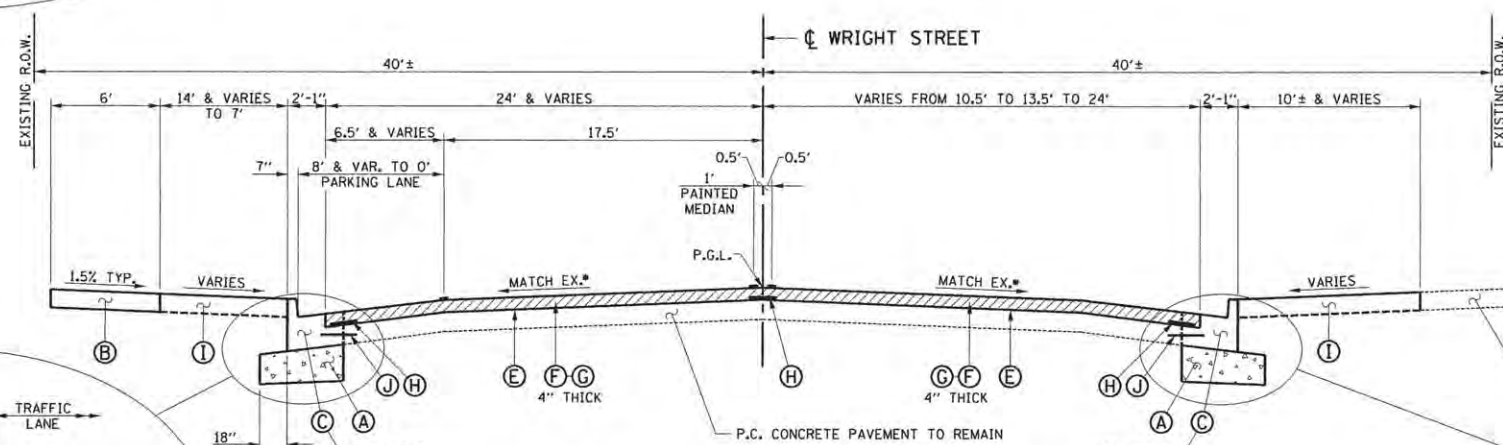 ℄ WRIGHT STREET
EXISTING R.O.W.
40'±
40'±
EXISTING R.O.W.
6'
14' & VARIES
TO 7'
2'-1"
24' & VARIES
VARIES FROM 10.5' TO 13.5' TO 24'
2'-1"
10'± & VARIES
6.5' & VARIES
17.5'
7"
8' & VAR. TO 0'
PARKING LANE
0.5'
0.5'
1'
PAINTED
MEDIAN
P.G.L.
1.5% TYP.
VARIES
MATCH EX.*
MATCH EX.*
VARIES
B
I
J
H
E
F-G
4" THICK
H
G-F
4" THICK
E
H
J
I
A
C
C
A
TRAFFIC
LANE
18"
P.C. CONCRETE PAVEMENT TO REMAIN